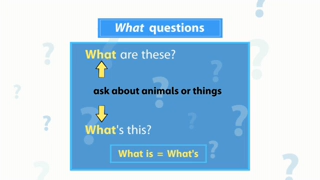 What questions
What are these?
ask about animals or things
What's this?
What is = What's